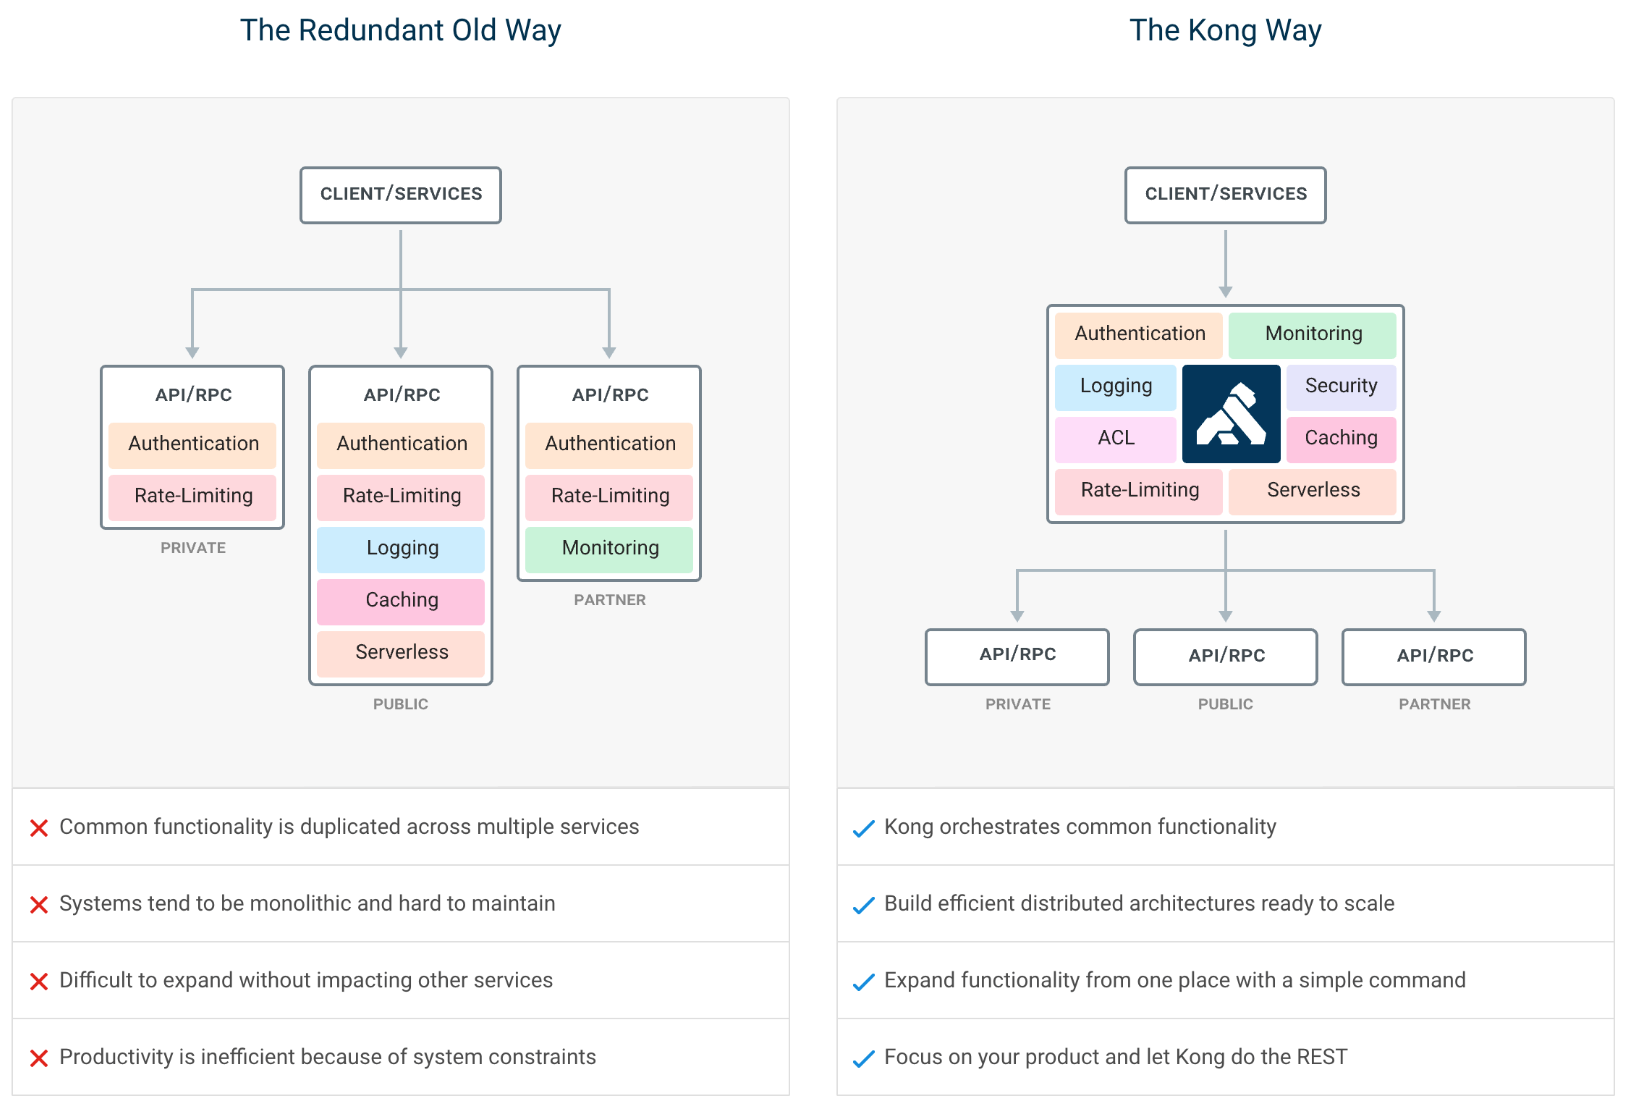 The Redundant Old Way
CLIENT/SERVICES
API/RPC
Authentication
Rate-Limiting
PRIVATE
API/RPC
Authentication
Rate-Limiting
Logging
Caching
Serverless
PUBLIC
API/RPC
Authentication
Rate-Limiting
Monitoring
PARTNER
Common functionality is duplicated across multiple services
Systems tend to be monolithic and hard to maintain
Difficult to expand without impacting other services
Productivity is inefficient because of system constraints
The Kong Way
CLIENT/SERVICES
Authentication
Monitoring
Logging
Security
ACL
Caching
Rate-Limiting
Serverless
API/RPC
PRIVATE
API/RPC
PUBLIC
API/RPC
PARTNER
Kong orchestrates common functionality
Build efficient distributed architectures ready to scale
Expand functionality from one place with a simple command
Focus on your product and let Kong do the REST